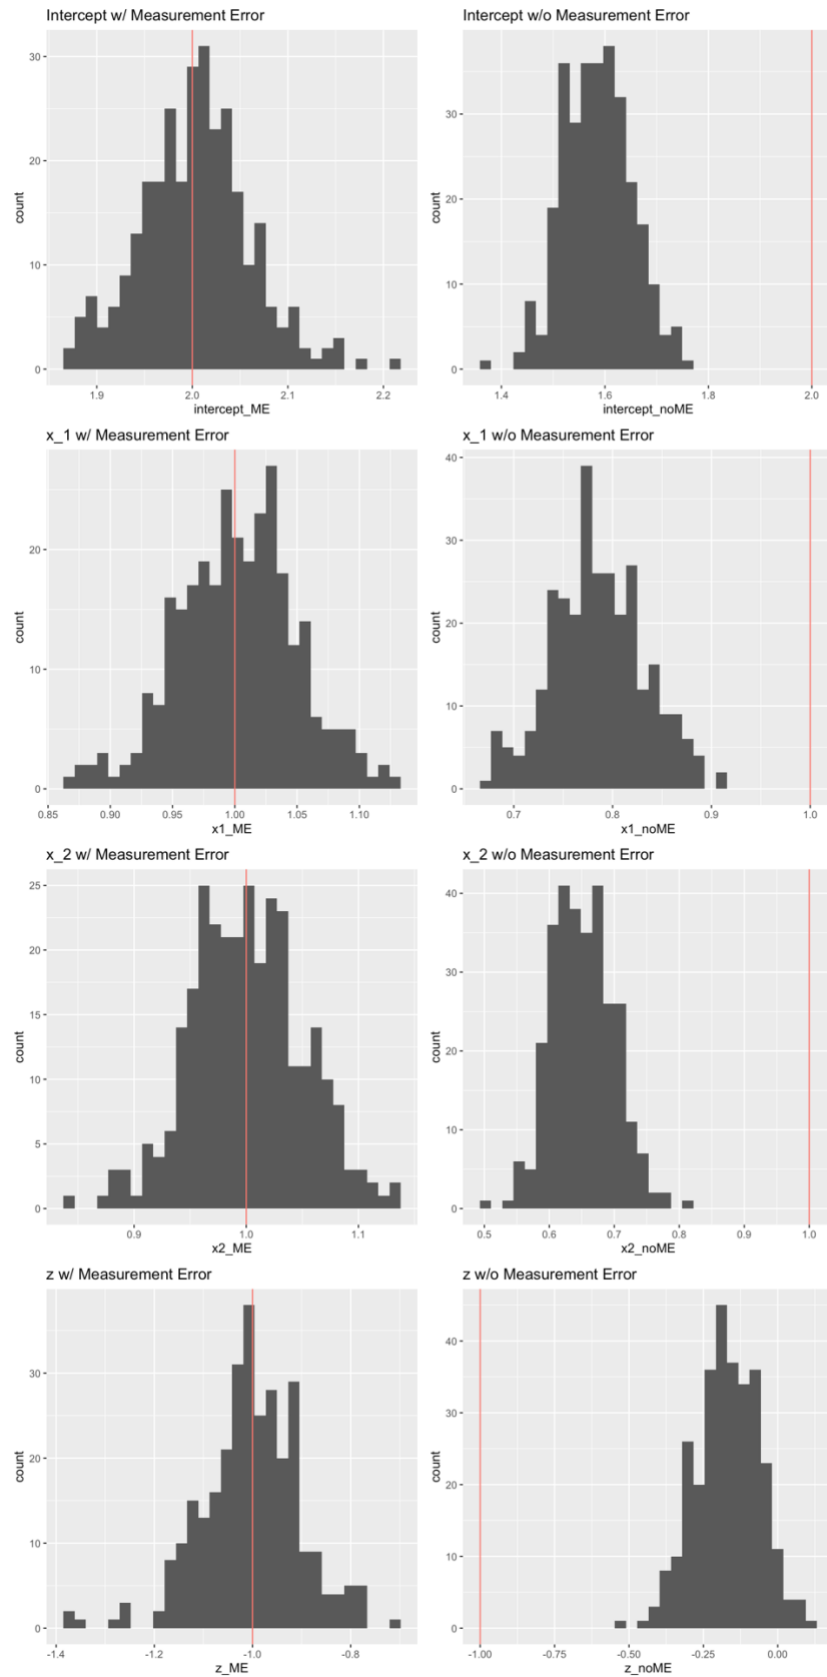 Intercept w/ Measurement Error
30
20
10
0
count
1.9 2.0 2.1 2.2
intercept_ME
Intercept w/o Measurement Error
30
20
10
0
count
1.4 1.6 1.8 2.0
intercept_noME
x_1 w/ Measurement Error
20
10
0
count
0.85 0.90 0.95 1.00 1.05 1.10
x1_ME
x_1 w/o Measurement Error
40
30
20
10
0
count
0.7 0.8 0.9 1.0
x1_noME
x_2 w/ Measurement Error
25
20
15
10
5
0
count
0.9 1.0 1.1
x2_ME
x_2 w/o Measurement Error
40
30
20
10
0
count
0.5 0.6 0.7 0.8 0.9 1.0
x2_noME
z w/ Measurement Error
30
20
10
0
count
-1.4 -1.2 -1.0 -0.8
z_ME
z w/o Measurement Error
40
30
20
10
0
count
-1.00 -0.75 -0.50 -0.25 0.00
z_noME